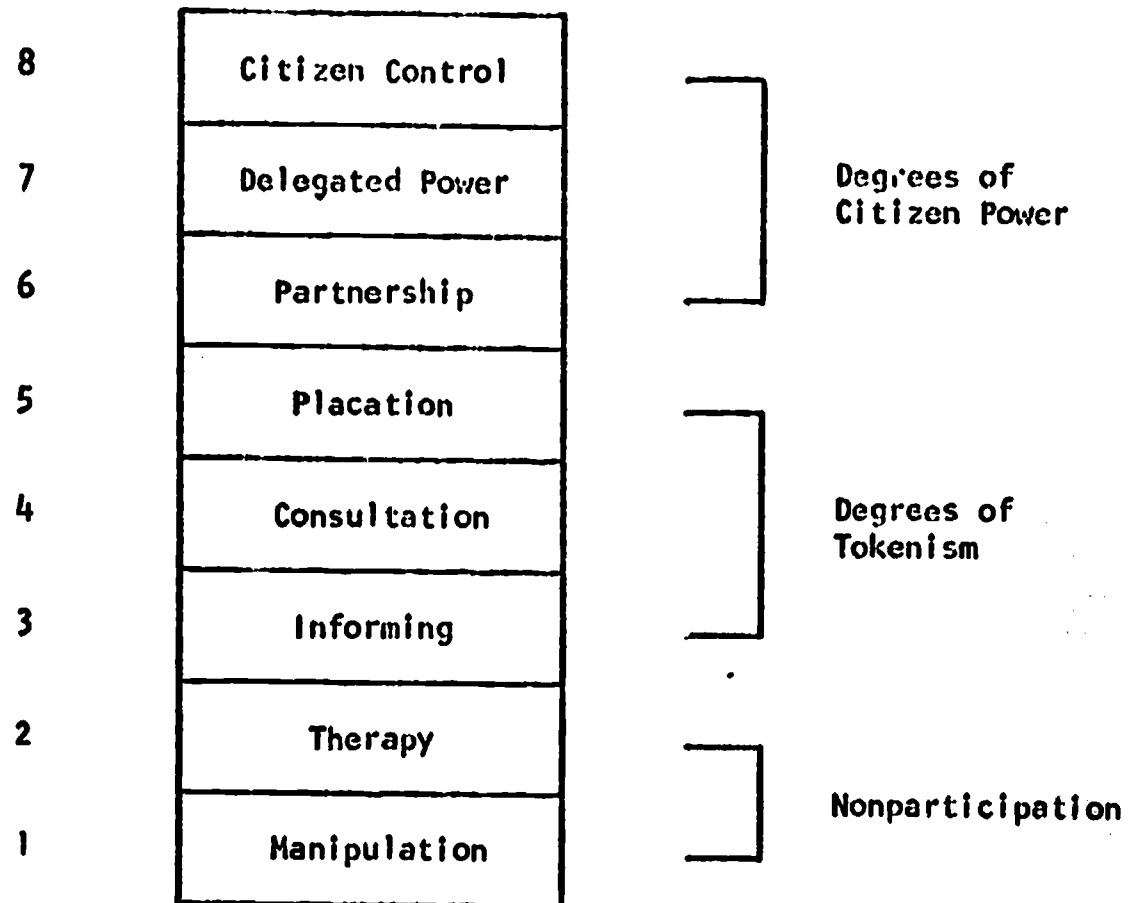 8 Citizen Control
7 Delegated Power
6 Partnership
5 Placation
4 Consultation
3 Informing
2 Therapy
1 Manipulation
Degrees of
Citizen Power
Degrees of
Tokenism
Nonparticipation